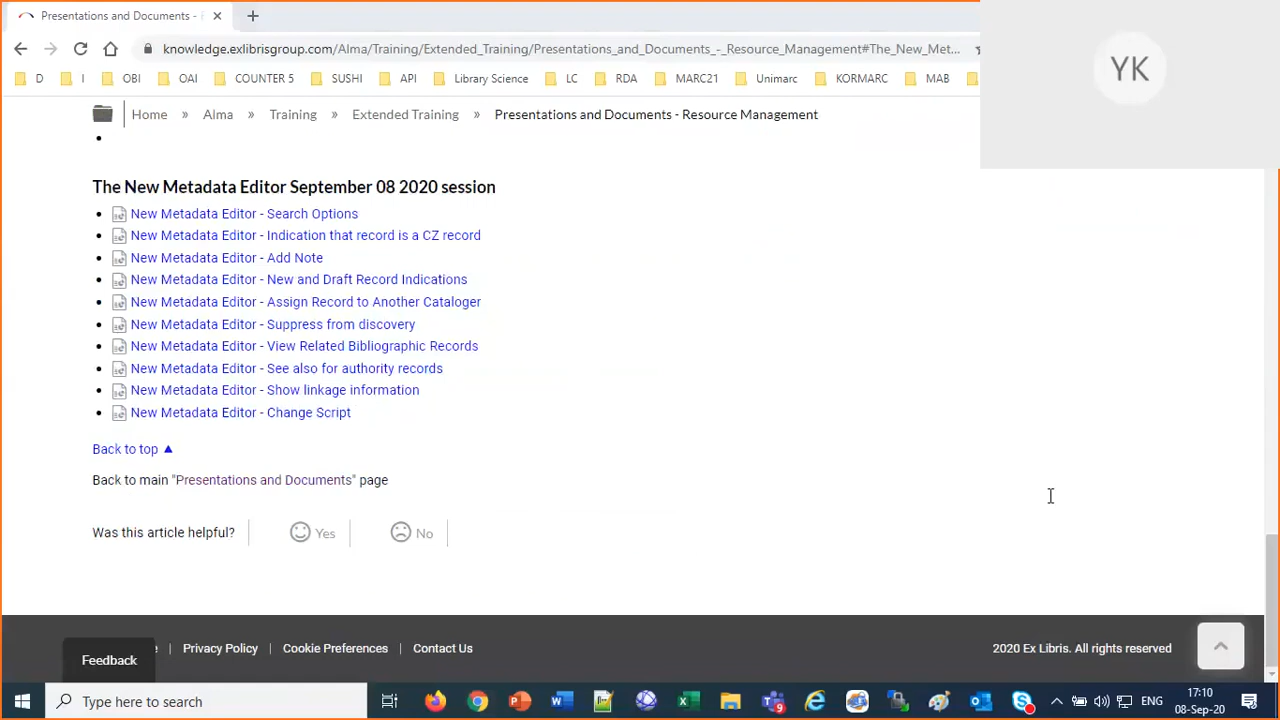 Presentations and Documents -
knowledge.exlibrisgroup.com/Alma/Training/Extended_Training/Presentations_and_Documents_-_Resource_Management#The_New_Met...
D I OBI OAI COUNTER 5 SUSHI API Library Science LC RDA MARC21 Unimarc KORMARC MAB
YK
Home » Alma » Training » Extended Training » Presentations and Documents - Resource Management
The New Metadata Editor September 08 2020 session
New Metadata Editor - Search Options
New Metadata Editor - Indication that record is a CZ record
New Metadata Editor - Add Note
New Metadata Editor - New and Draft Record Indications
New Metadata Editor - Assign Record to Another Cataloger
New Metadata Editor - Suppress from discovery
New Metadata Editor - View Related Bibliographic Records
New Metadata Editor - See also for authority records
New Metadata Editor - Show linkage information
New Metadata Editor - Change Script
Back to top ▲
Back to main "Presentations and Documents" page
Was this article helpful? Yes No
Privacy Policy | Cookie Preferences | Contact Us 2020 Ex Libris. All rights reserved
Feedback
Type here to search
ENG
17:10
08-Sep-20